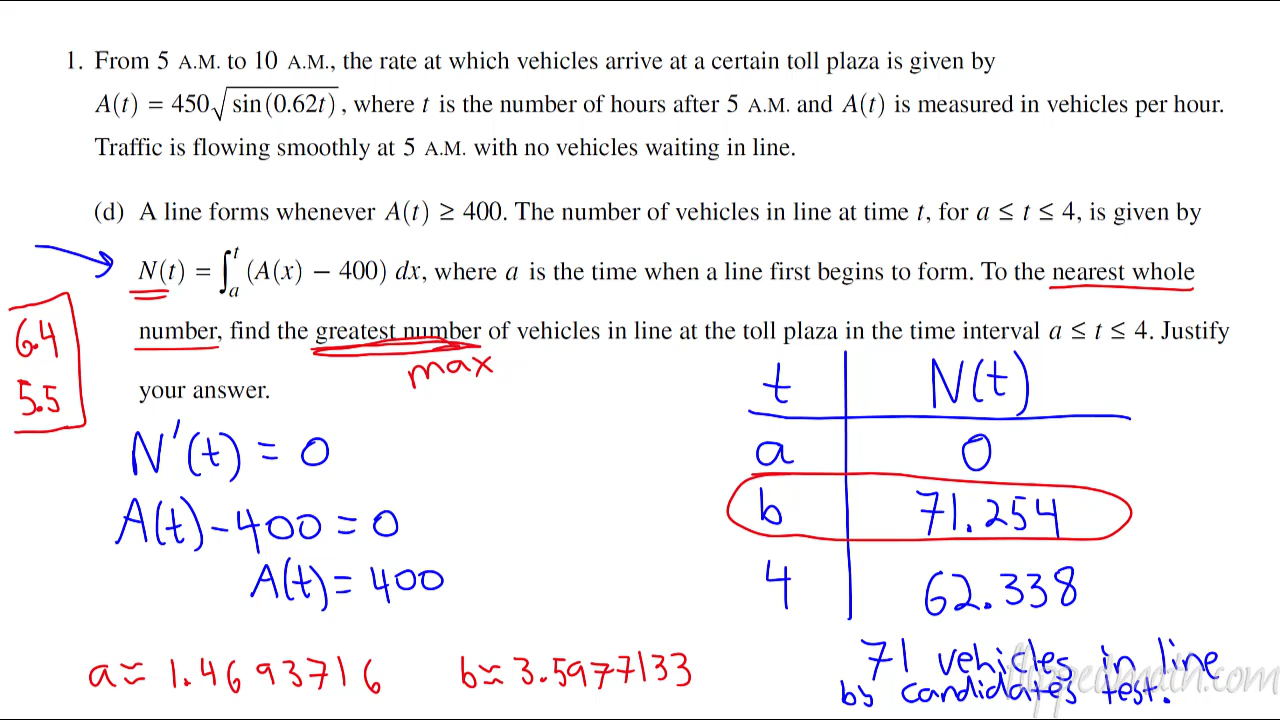 1. From 5 A.M. to 10 A.M., the rate at which vehicles arrive at a certain toll plaza is given by
A(t) = 450√sin(0.62t), where t is the number of hours after 5 A.M. and A(t) is measured in vehicles per hour.
Traffic is flowing smoothly at 5 A.M. with no vehicles waiting in line.
(d) A line forms whenever A(t) ≥ 400. The number of vehicles in line at time t, for a ≤ t ≤ 4, is given by
N(t) = ∫ₐᵗ (A(x) − 400) dx, where a is the time when a line first begins to form. To the nearest whole
number, find the greatest number of vehicles in line at the toll plaza in the time interval a ≤ t ≤ 4. Justify
your answer.
6.4
5.5
max
N'(t) = 0
A(t) - 400 = 0
A(t) = 400
a ≈ 1.4693716
b ≈ 3.5977133
t N(t)
a 0
b 71.254
4 62.338
71 vehicles in line
by candidates test.
flippedmath.com